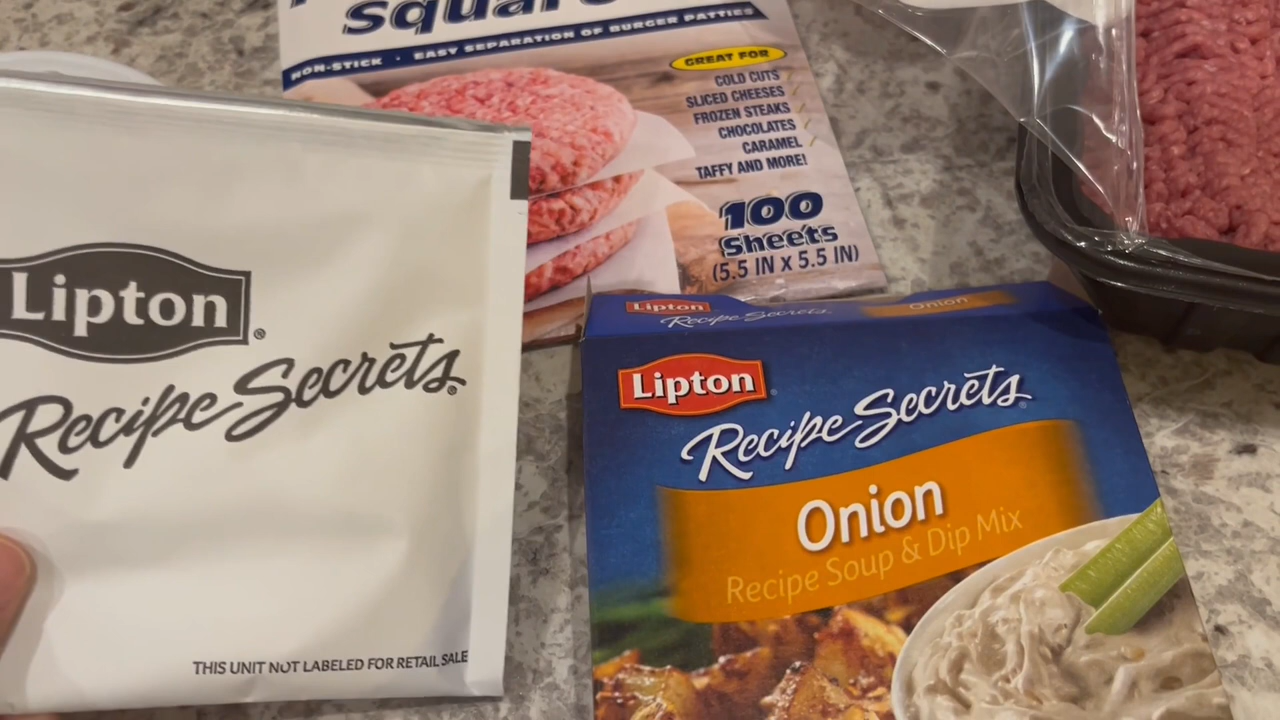 Square
NON-STICK · EASY SEPARATION OF BURGER PATTIES
GREAT FOR
COLD CUTS
SLICED CHEESES
FROZEN STEAKS
CHOCOLATES
CARAMEL
TAFFY AND MORE!
100
Sheets
(5.5 IN x 5.5 IN)
Lipton®
Recipe Secrets®
THIS UNIT NOT LABELED FOR RETAIL SALE
Lipton
Recipe Secrets®
Onion
Lipton®
Recipe Secrets®
Onion
Recipe Soup & Dip Mix